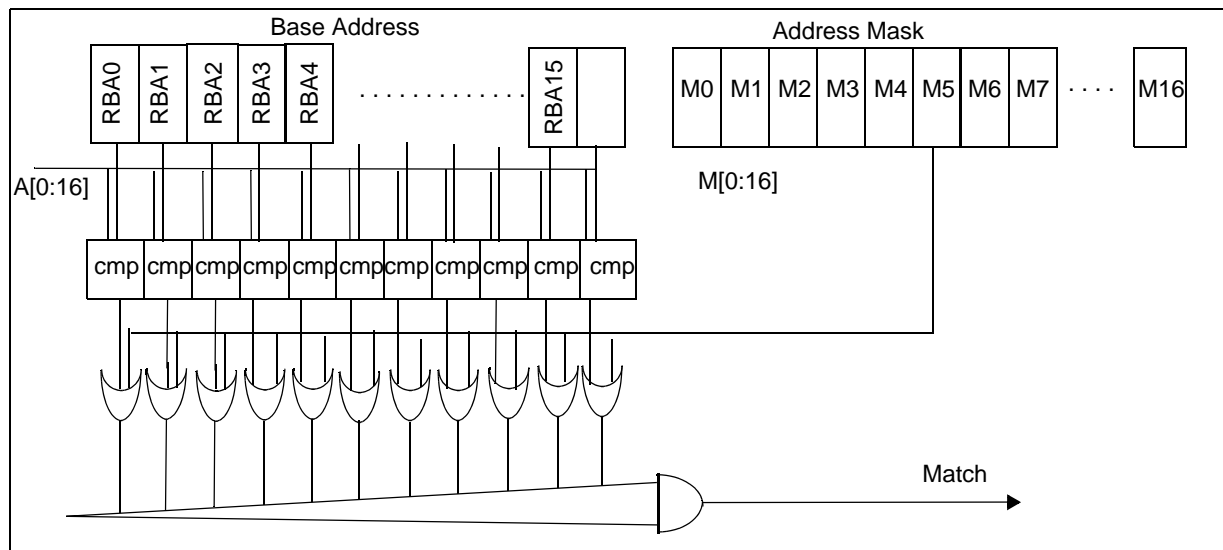 Base Address
Address Mask
RBA0 RBA1 RBA2 RBA3 RBA4 . . . . . . . . . . . . . RBA15
M0 M1 M2 M3 M4 M5 M6 M7 . . . . M16
A[0:16]
M[0:16]
cmp cmp cmp cmp cmp cmp cmp cmp cmp cmp cmp
Match